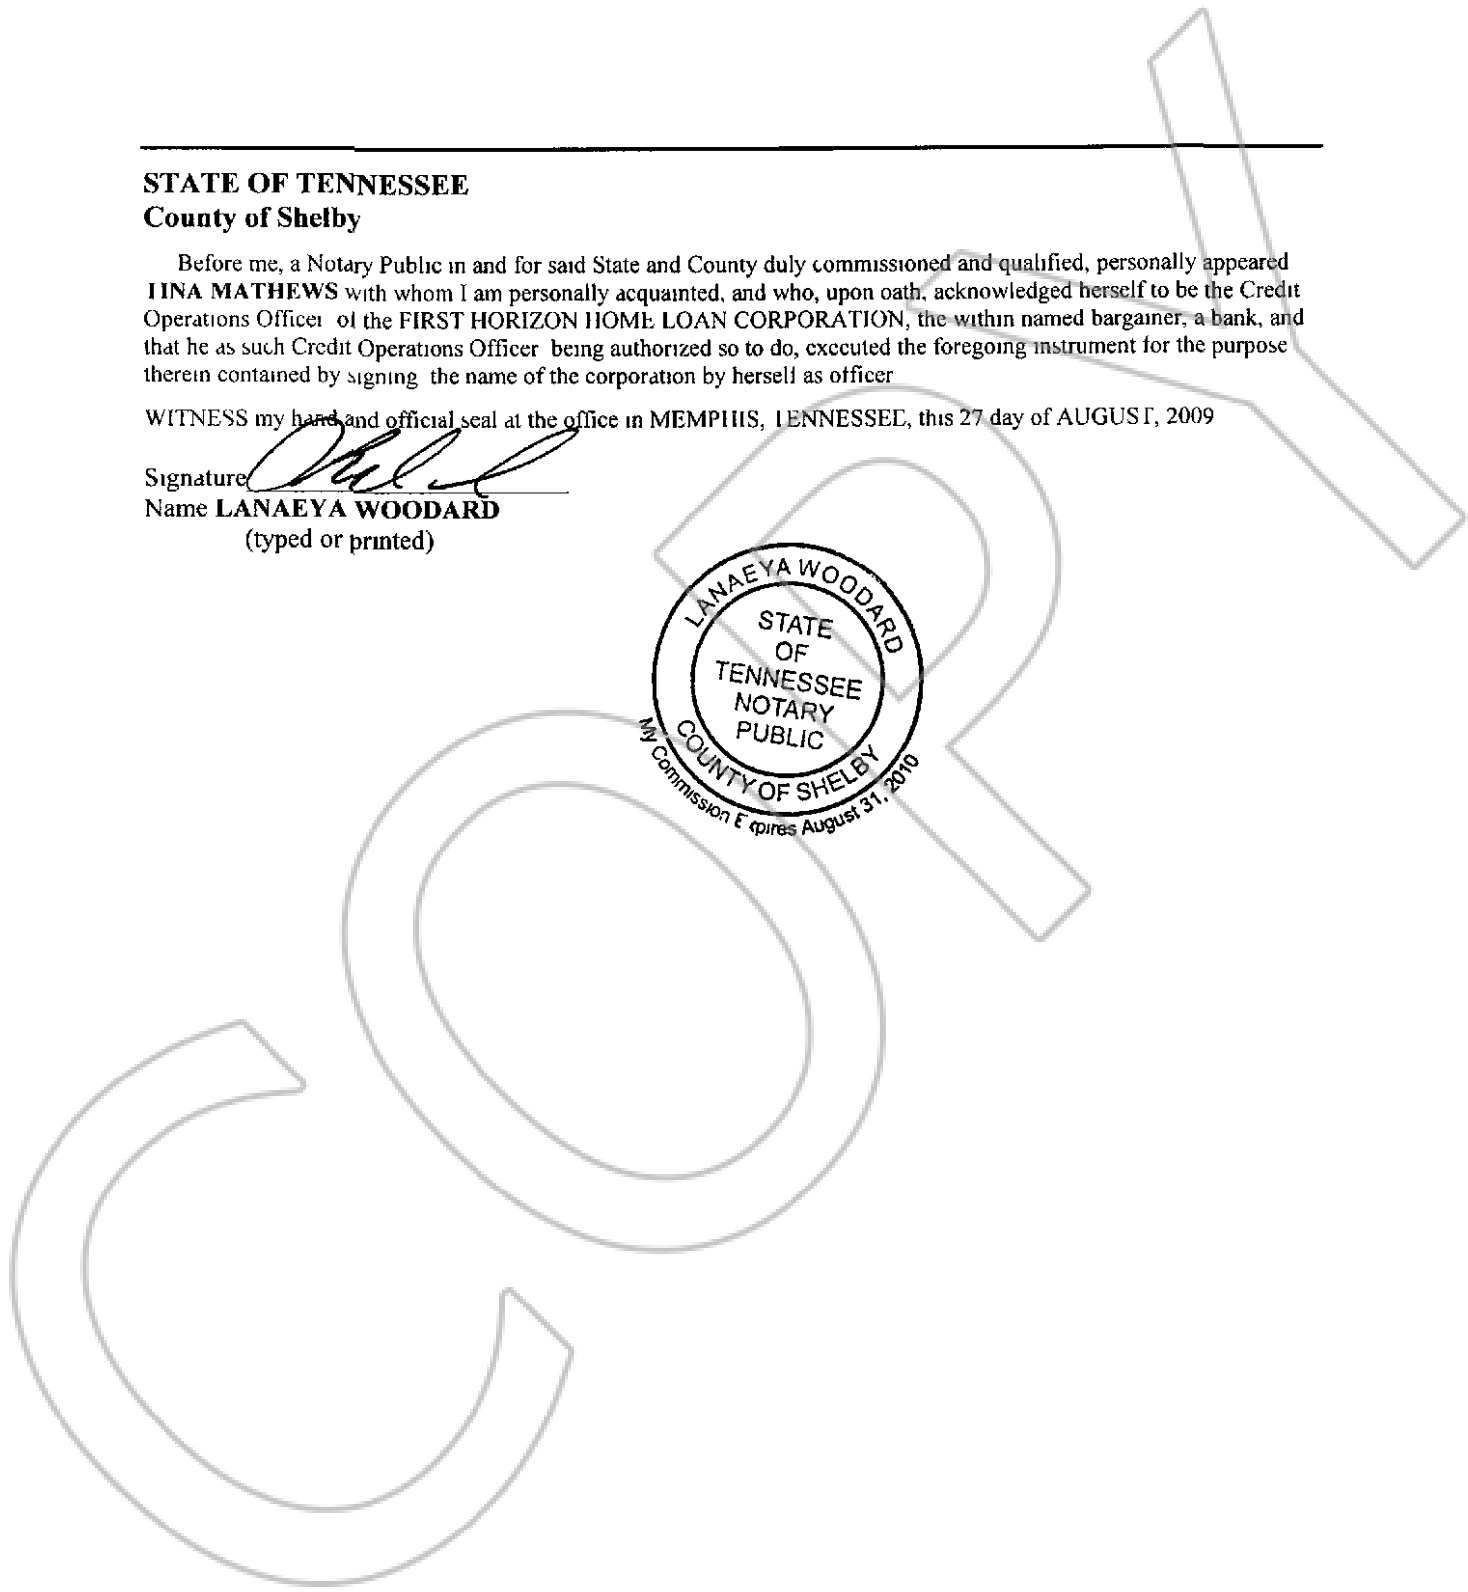 STATE OF TENNESSEE
County of Shelby
Before me, a Notary Public in and for said State and County duly commissioned and qualified, personally appeared
TINA MATHEWS with whom I am personally acquainted, and who, upon oath, acknowledged herself to be the Credit
Operations Officer of the FIRST HORIZON HOME LOAN CORPORATION, the within named bargainer, a bank, and
that he as such Credit Operations Officer being authorized so to do, executed the foregoing instrument for the purpose
therein contained by signing the name of the corporation by herself as officer
WITNESS my hand and official seal at the office in MEMPHIS, TENNESSEE, this 27 day of AUGUST, 2009
Signature
Name LANAEYA WOODARD
(typed or printed)
LANAEYA WOODARD
STATE
OF
TENNESSEE
NOTARY
PUBLIC
COUNTY OF SHELBY
My Commission Expires August 31, 2010
COPY